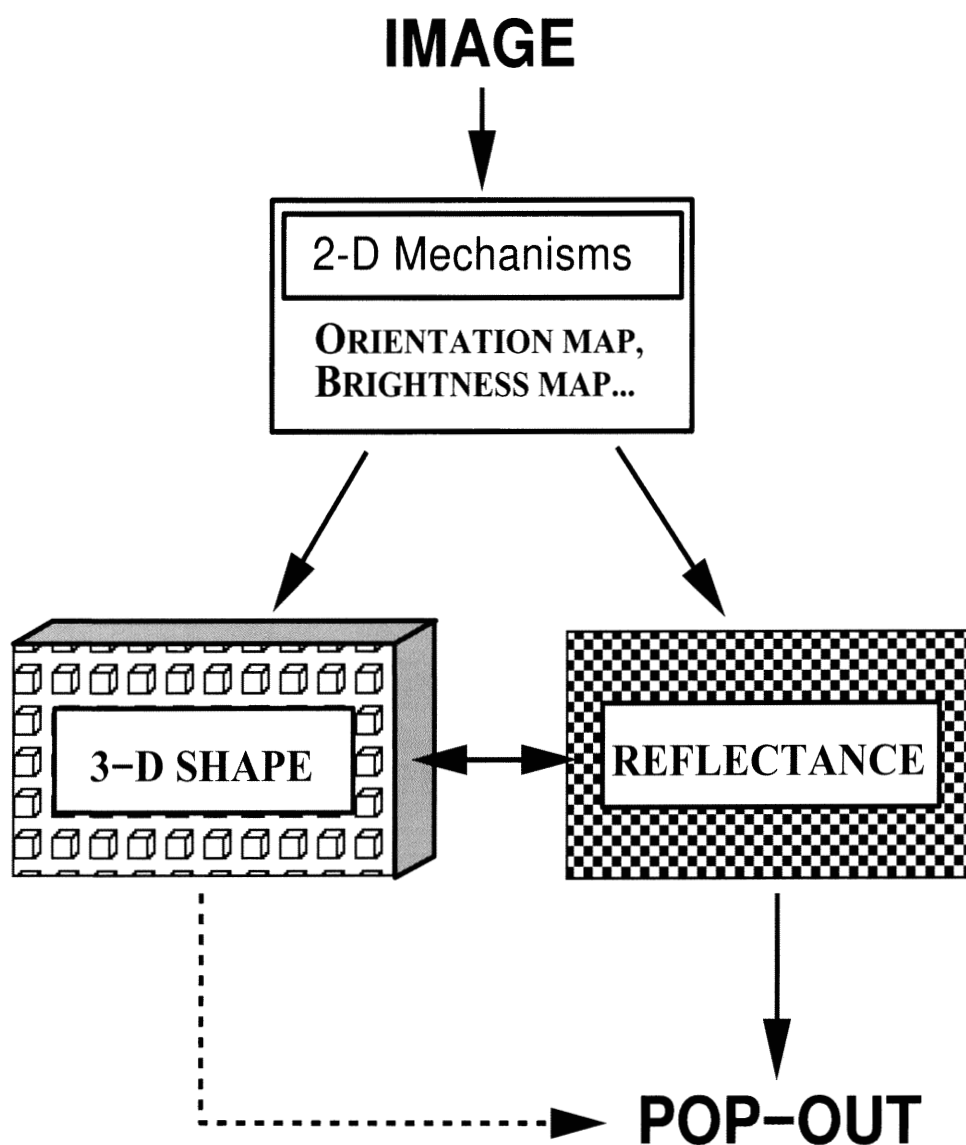 IMAGE
2-D Mechanisms
ORIENTATION MAP,
BRIGHTNESS MAP...
3-D SHAPE
REFLECTANCE
POP-OUT